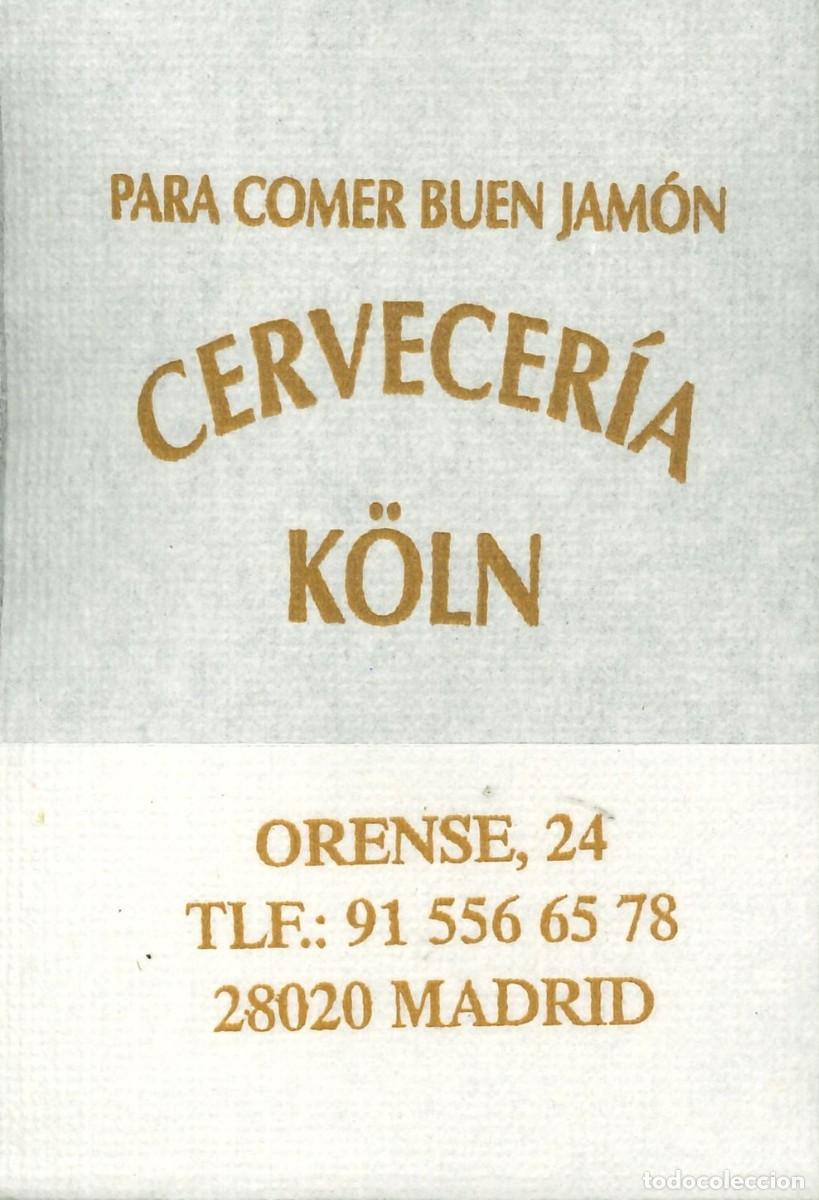 PARA COMER BUEN JAMÓN
CERVECERÍA
KÖLN
ORENSE, 24
TLF.: 91 556 65 78
28020 MADRID
todocoleccion